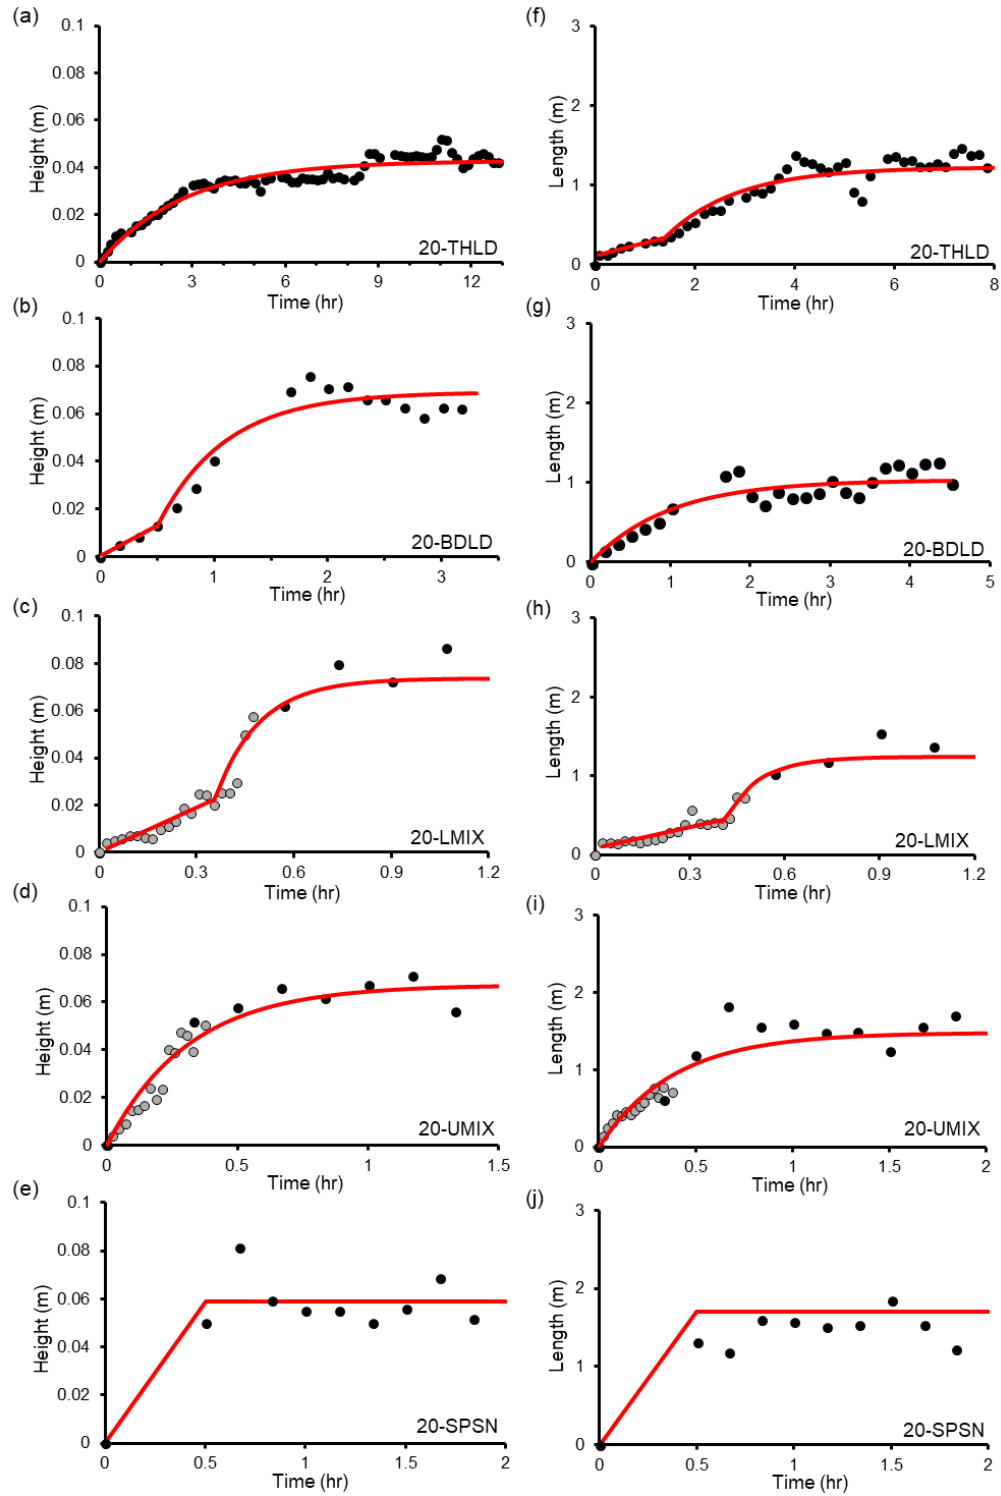 (a)
0.1
0.08
0.06
0.04
0.02
0
Height (m)
20-THLD
0 3 6 9 12
Time (hr)
(f)
3
2
1
0
Length (m)
20-THLD
0 2 4 6 8
Time (hr)
(b)
0.1
0.08
0.06
0.04
0.02
0
Height (m)
20-BDLD
0 1 2 3
Time (hr)
(g)
3
2
1
0
Length (m)
20-BDLD
0 1 2 3 4 5
Time (hr)
(c)
0.1
0.08
0.06
0.04
0.02
0
Height (m)
20-LMIX
0 0.3 0.6 0.9 1.2
Time (hr)
(h)
3
2
1
0
Length (m)
20-LMIX
0 0.3 0.6 0.9 1.2
Time (hr)
(d)
0.1
0.08
0.06
0.04
0.02
0
Height (m)
20-UMIX
0 0.5 1 1.5
Time (hr)
(i)
3
2
1
0
Length (m)
20-UMIX
0 0.5 1 1.5 2
Time (hr)
(e)
0.1
0.08
0.06
0.04
0.02
0
Height (m)
20-SPSN
0 0.5 1 1.5 2
Time (hr)
(j)
3
2
1
0
Length (m)
20-SPSN
0 0.5 1 1.5 2
Time (hr)